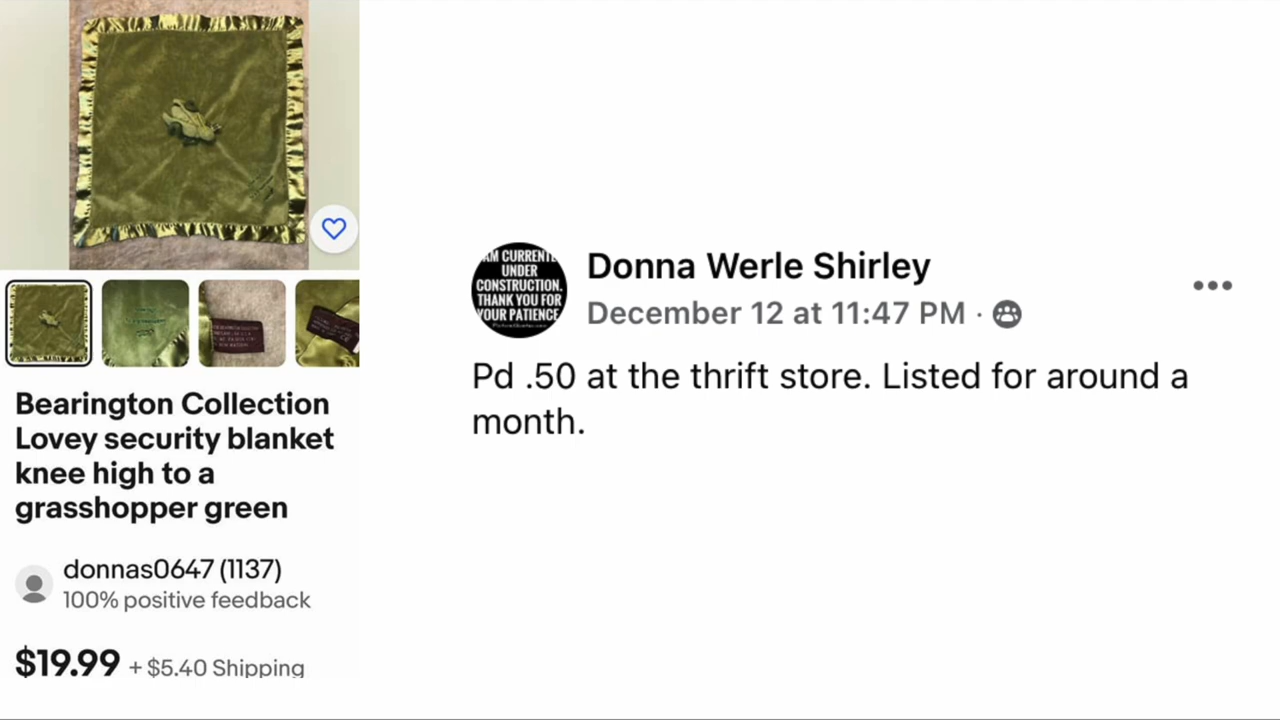 Bearington Collection
Lovey security blanket
knee high to a
grasshopper green
donnas0647 (1137)
100% positive feedback
$19.99 + $5.40 Shipping
AM CURRENTL
UNDER
CONSTRUCTION.
THANK YOU FOR
YOUR PATIENCE
Donna Werle Shirley
December 12 at 11:47 PM ·
Pd .50 at the thrift store. Listed for around a
month.